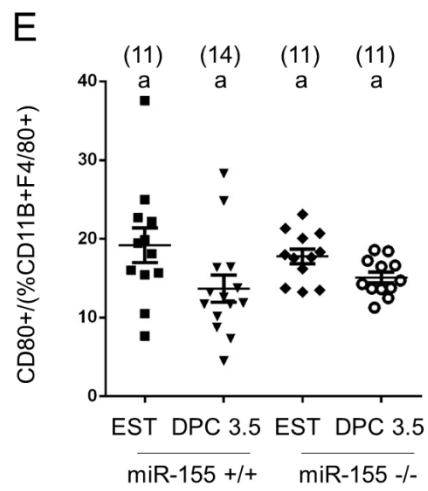 E
(11) (14) (11) (11)
a a a a
CD80+/(%CD11B+F4/80+)
40
30
20
10
0
EST DPC 3.5 EST DPC 3.5
miR-155 +/+ miR-155 -/-